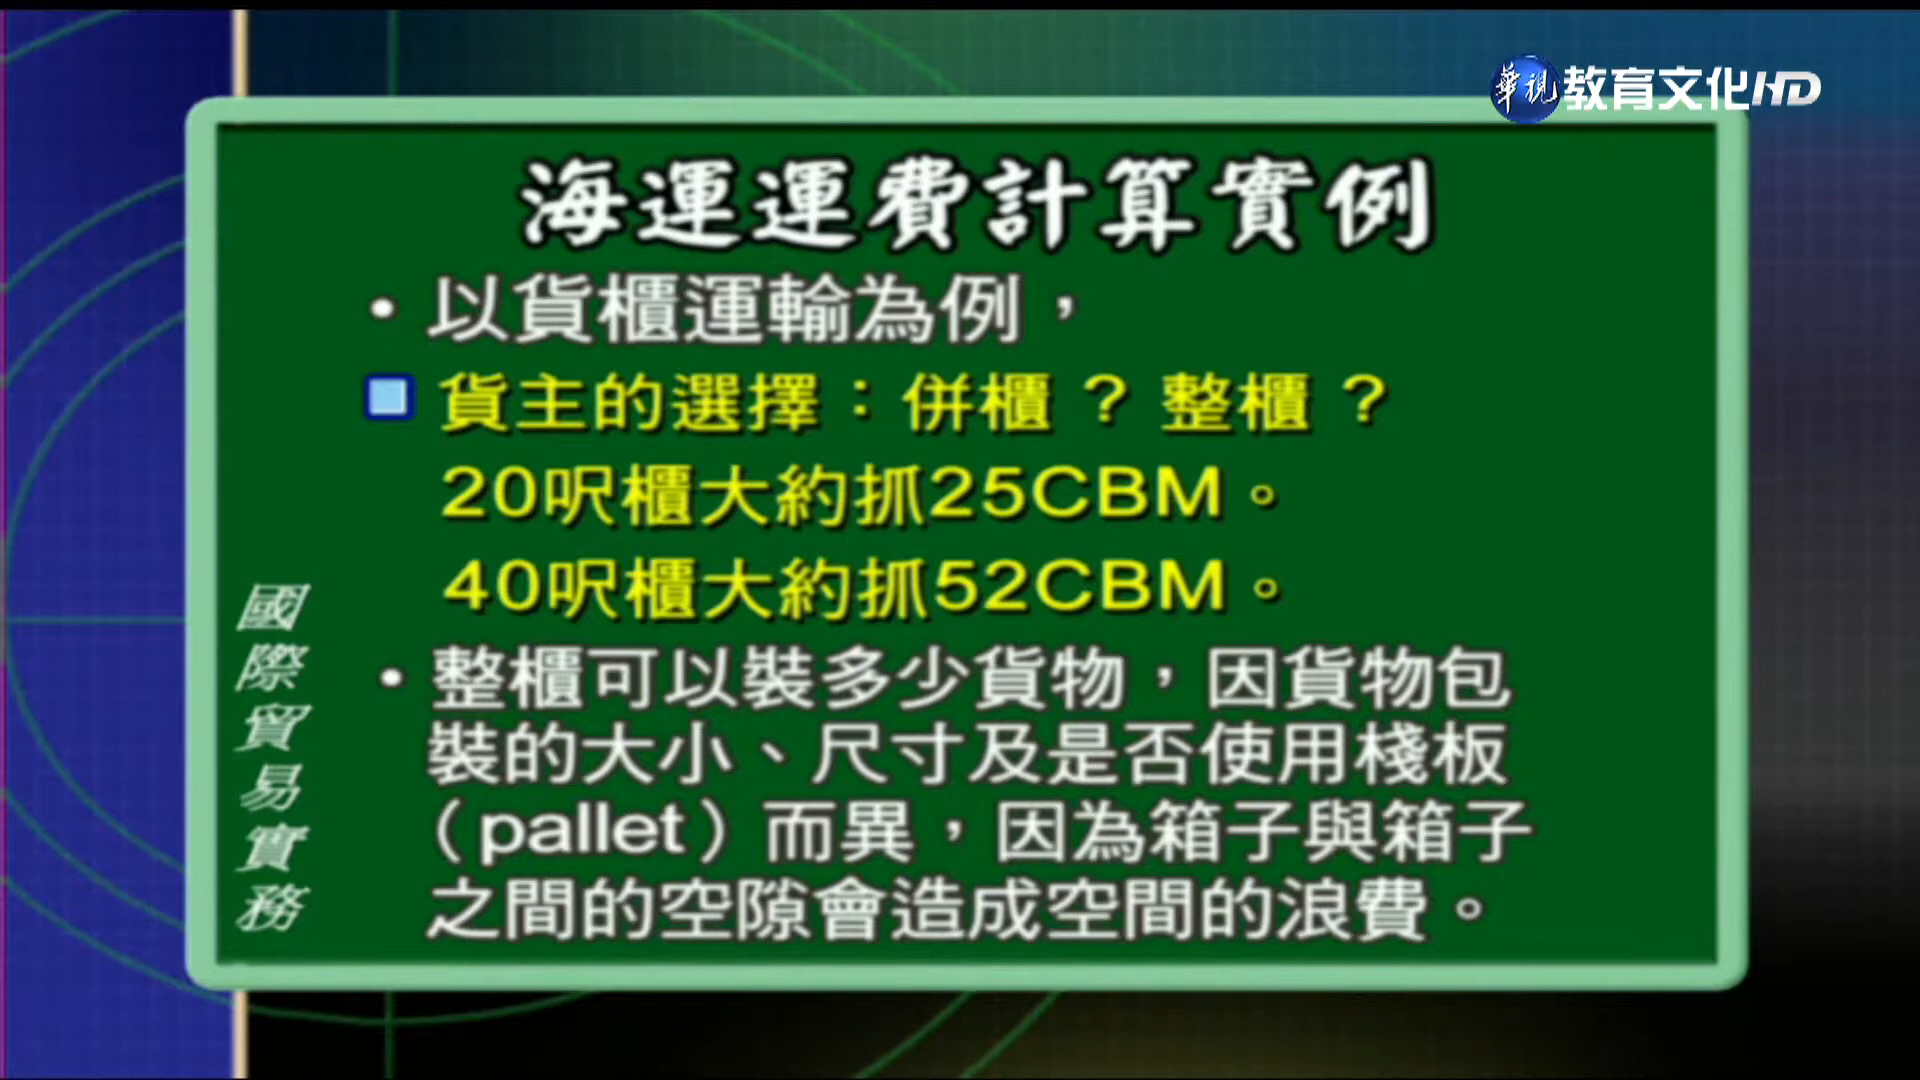 華視教育文化HD
海運運費計算實例
•以貨櫃運輸為例，
貨主的選擇：併櫃？整櫃？
20呎櫃大約抓25CBM。
40呎櫃大約抓52CBM。
•整櫃可以裝多少貨物，因貨物包
裝的大小、尺寸及是否使用棧板
（pallet）而異，因為箱子與箱子
之間的空隙會造成空間的浪費。
國際貿易實務